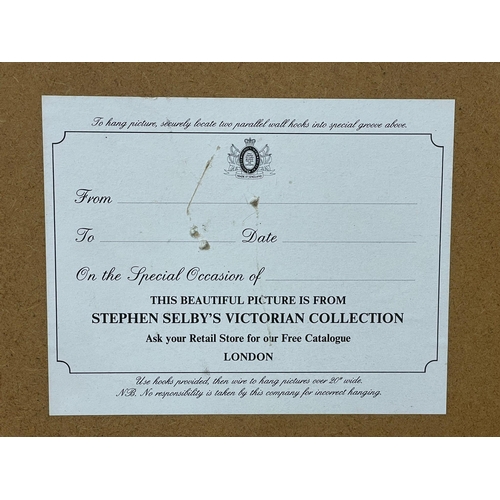 To hang picture, securely locate two parallel wall hooks into special groove above.
From
To Date
On the Special Occasion of
THIS BEAUTIFUL PICTURE IS FROM
STEPHEN SELBY'S VICTORIAN COLLECTION
Ask your Retail Store for our Free Catalogue
LONDON
Use hooks provided, then wire to hang pictures over 20" wide.
NB. No responsibility is taken by this company for incorrect hanging.